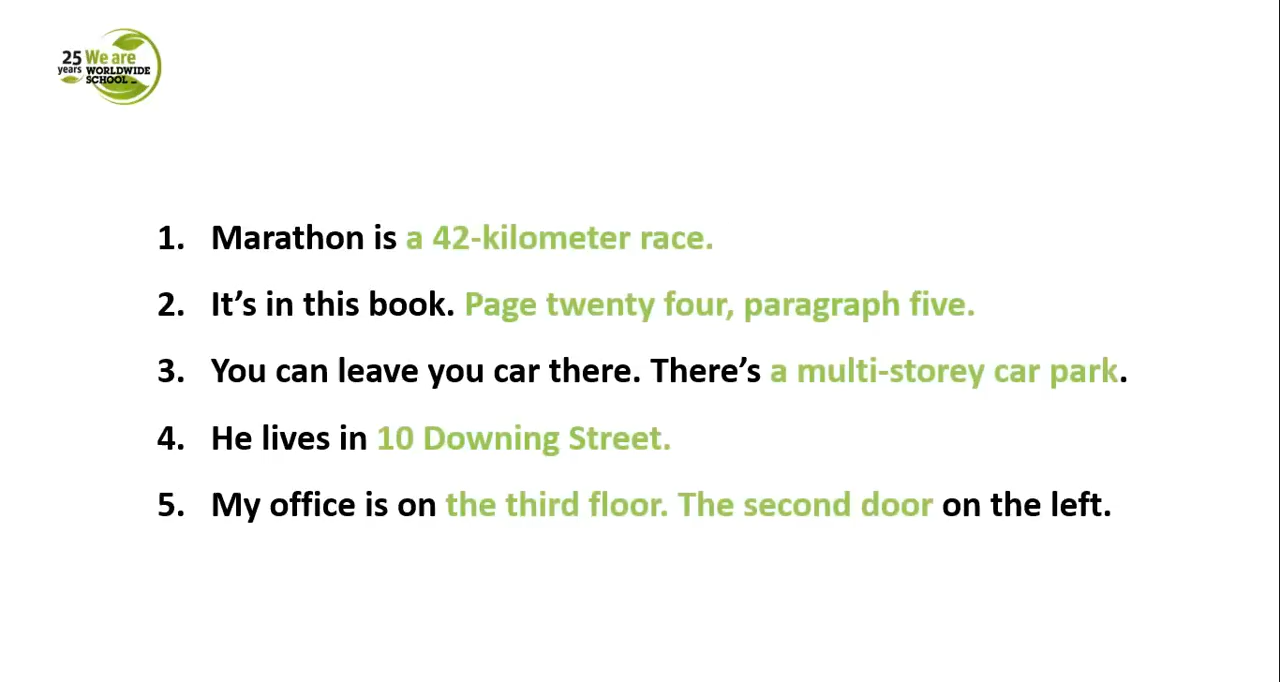 25 We are
years WORLDWIDE
SCHOOL
1. Marathon is a 42-kilometer race.
2. It’s in this book. Page twenty four, paragraph five.
3. You can leave you car there. There’s a multi-storey car park.
4. He lives in 10 Downing Street.
5. My office is on the third floor. The second door on the left.